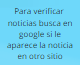 Para verificar
noticias busca en
google si le
aparece la noticia
en otro sitio